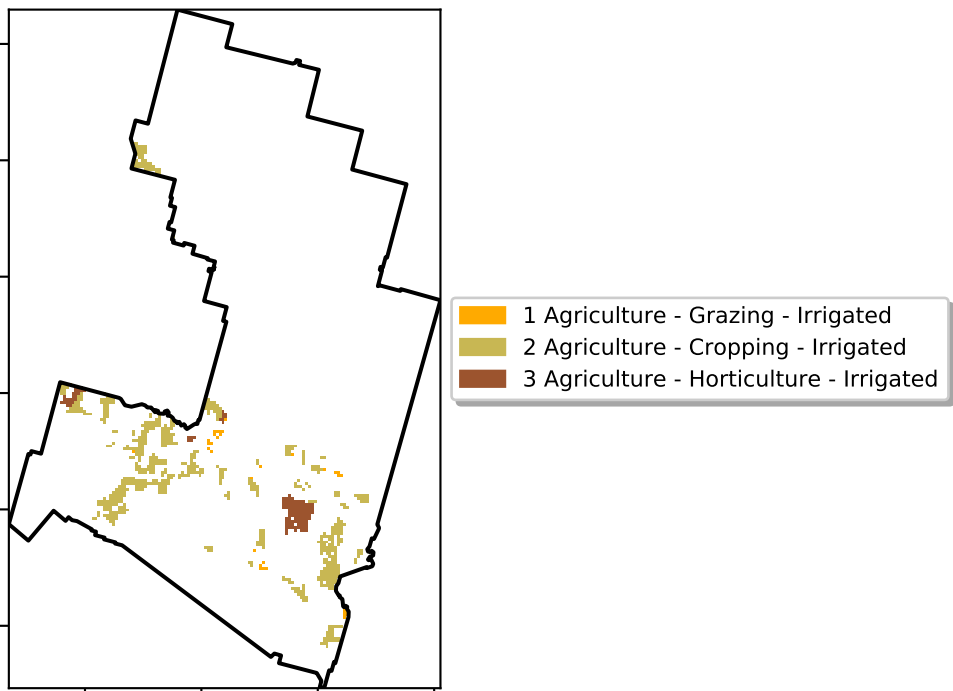 1 Agriculture - Grazing - Irrigated
2 Agriculture - Cropping - Irrigated
3 Agriculture - Horticulture - Irrigated